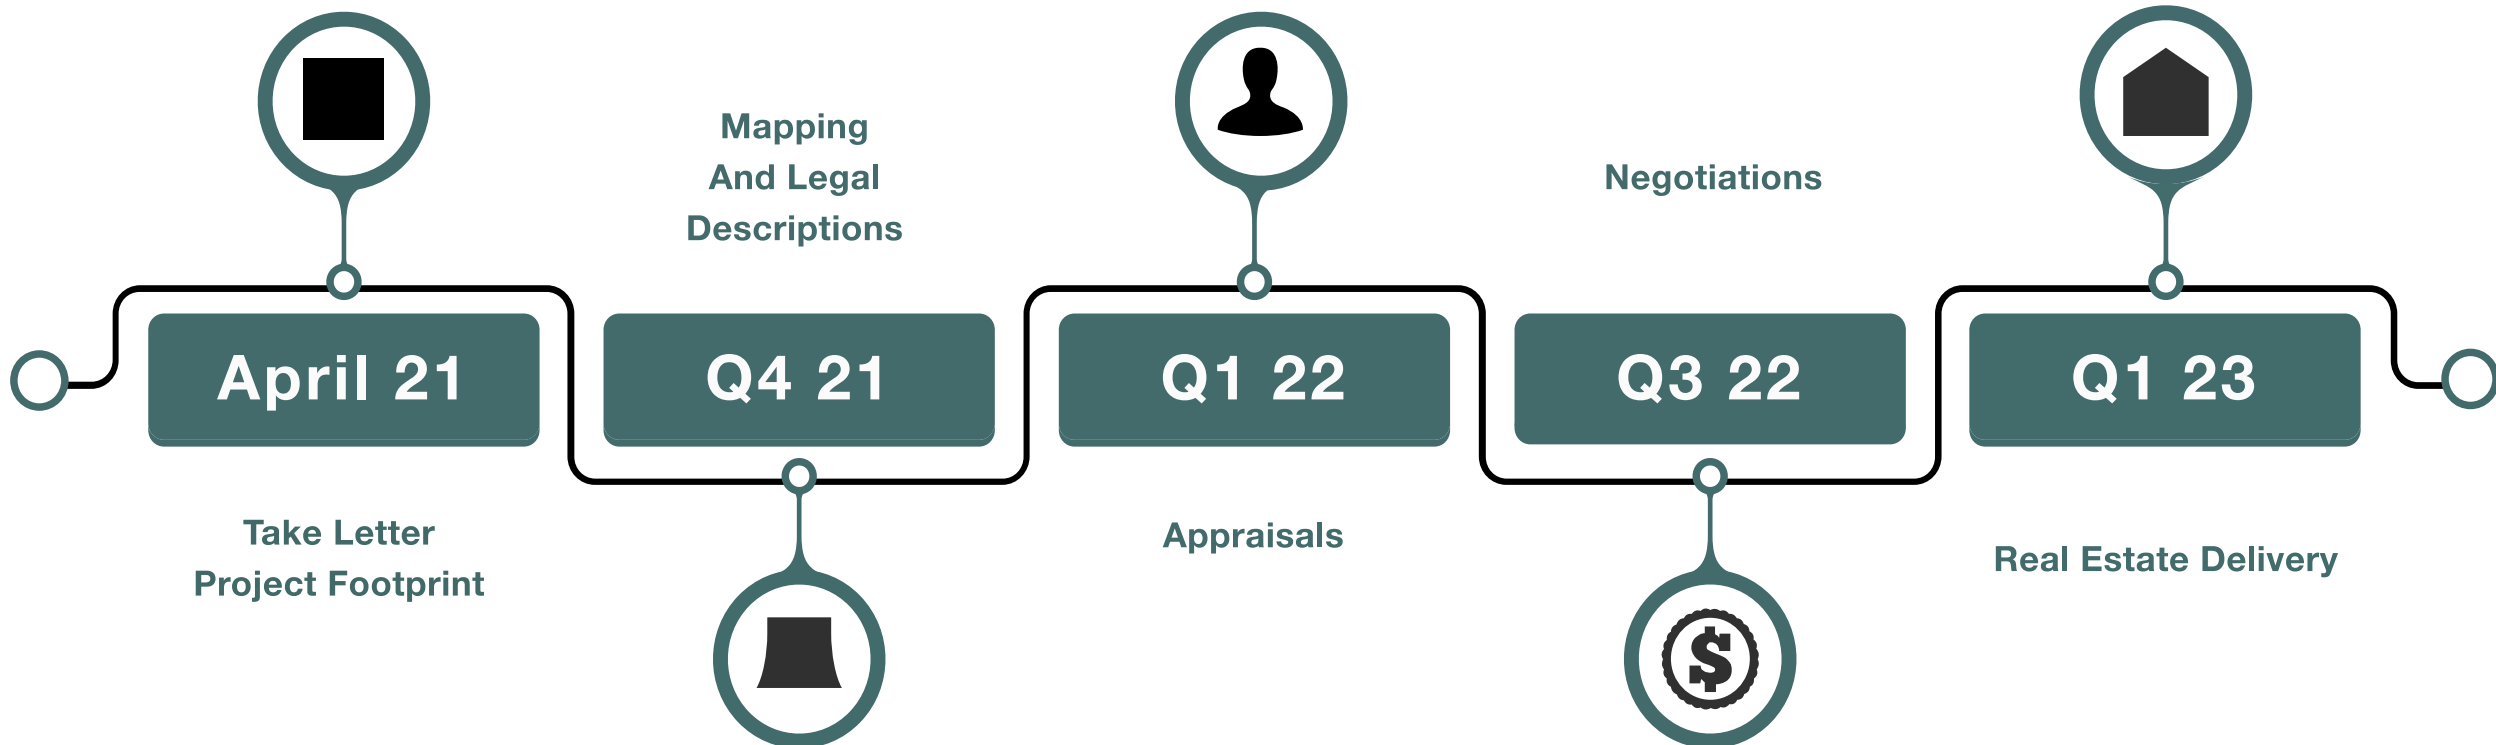 April 21
Take Letter
Project Footprint
Mapping
And Legal
Descriptions
Q4 21
Q1 22
Appraisals
Negotiations
Q3 22
Q1 23
Real Estate Delivery